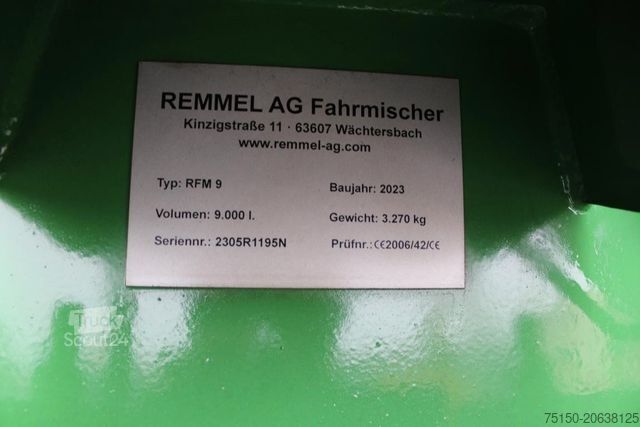 REMMEL AG Fahrmischer
Kinzigstraße 11 · 63607 Wächtersbach
www.remmel-ag.com
Typ: RFM 9 Baujahr: 2023
Volumen: 9.000 l. Gewicht: 3.270 kg
Seriennr.: 2305R1195N Prüfnr.: CE2006/42/CE
Truck
Scout24
75150-20638125